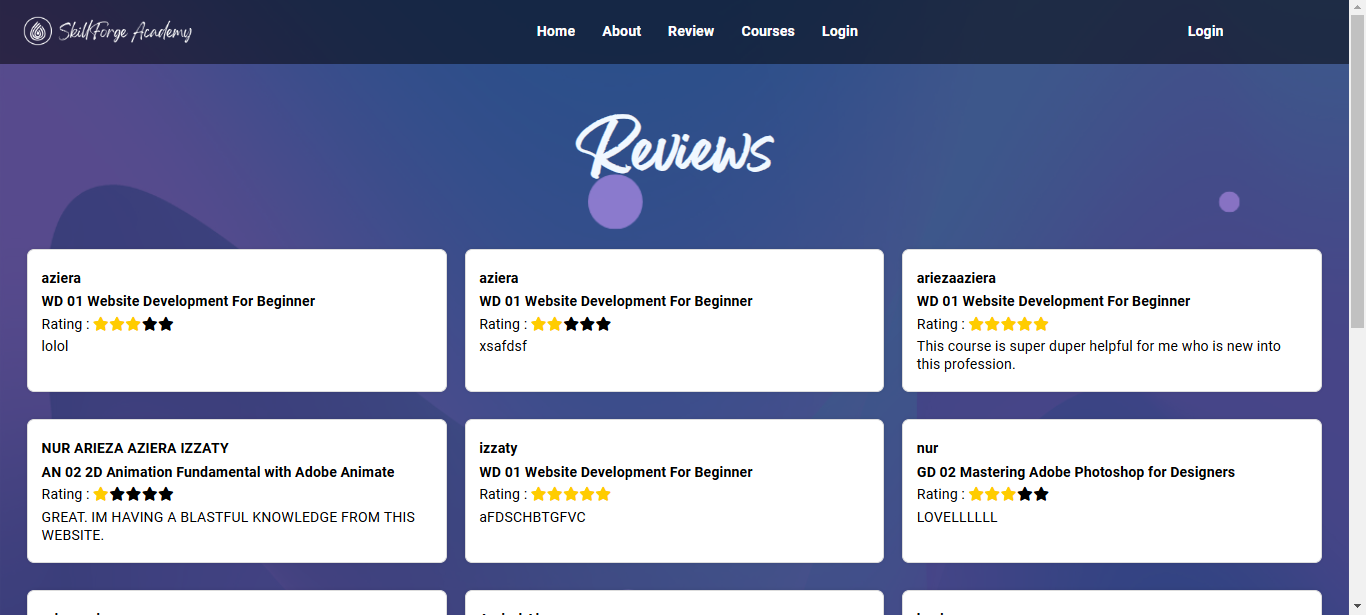 SkillForge Academy
Home About Review Courses Login Login
Reviews
aziera
WD 01 Website Development For Beginner
Rating :
lolol
aziera
WD 01 Website Development For Beginner
Rating :
xsafdsf
ariezaaziera
WD 01 Website Development For Beginner
Rating :
This course is super duper helpful for me who is new into
this profession.
NUR ARIEZA AZIERA IZZATY
AN 02 2D Animation Fundamental with Adobe Animate
Rating :
GREAT. IM HAVING A BLASTFUL KNOWLEDGE FROM THIS
WEBSITE.
izzaty
WD 01 Website Development For Beginner
Rating :
aFDSCHBTGFVC
nur
GD 02 Mastering Adobe Photoshop for Designers
Rating :
LOVELLLLLL